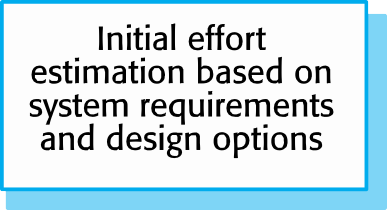 Initial effort
estimation based on
system requirements
and design options